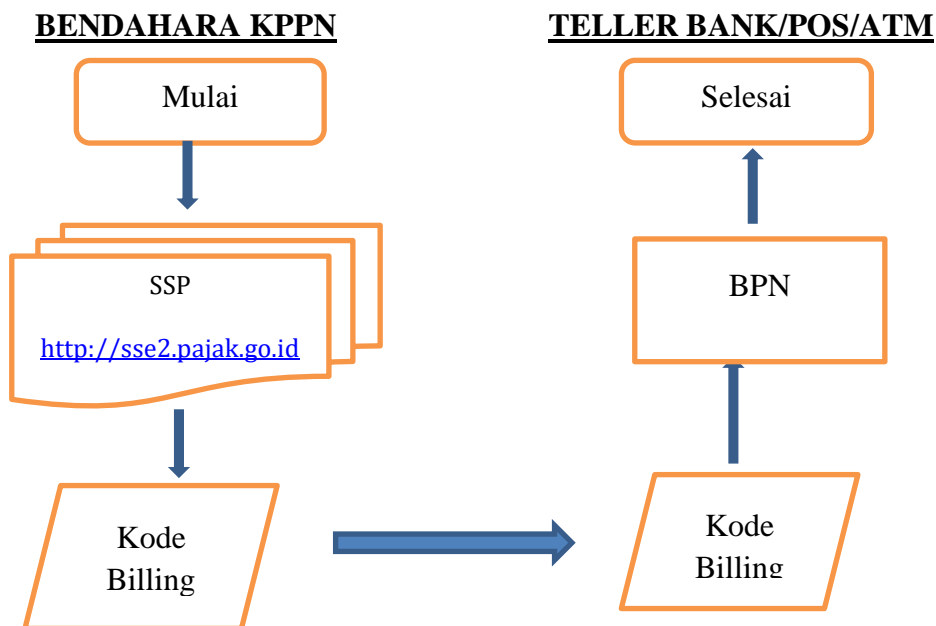 BENDAHARA KPPN
Mulai
SSP
http://sse2.pajak.go.id
Kode
Billing
TELLER BANK/POS/ATM
Selesai
BPN
Kode
Billing